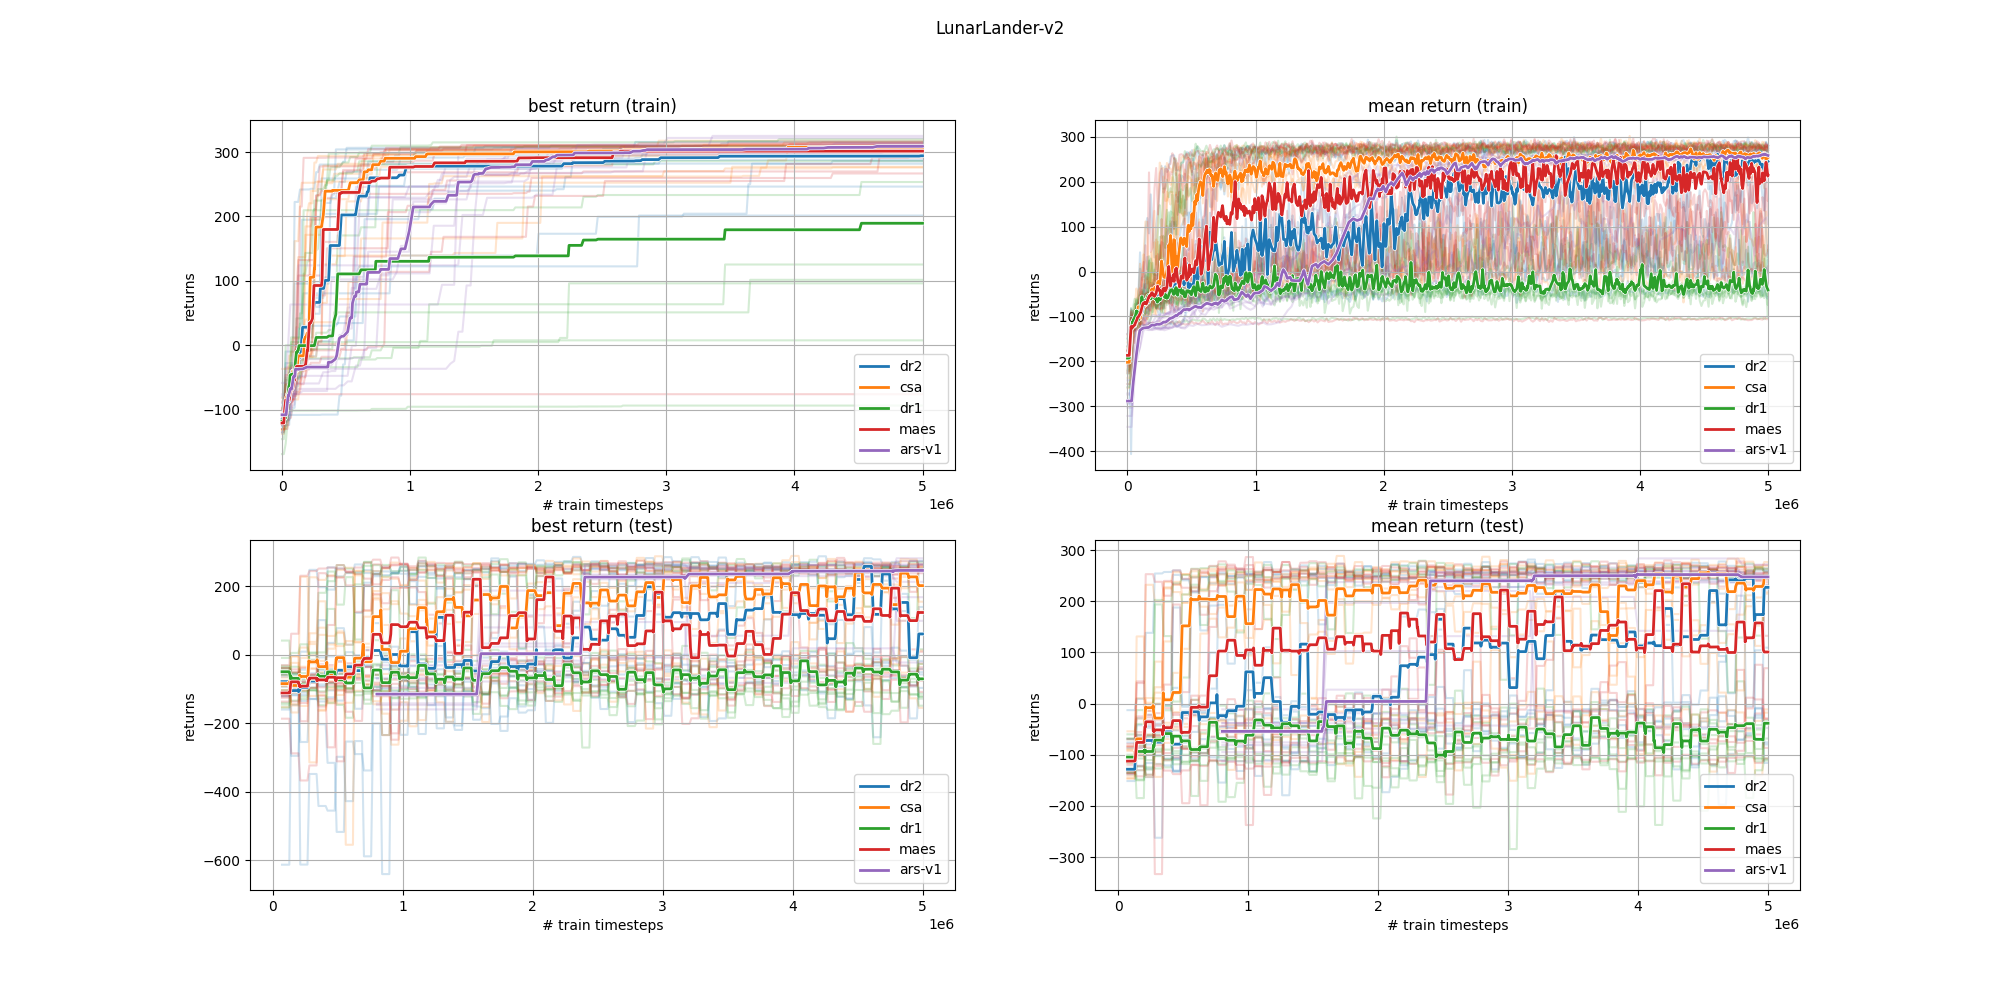 LunarLander-v2
best return (train)
returns
300
200
100
0
−100
0 1 2 3 4 5
1e6
# train timesteps
dr2
csa
dr1
maes
ars-v1
mean return (train)
returns
300
200
100
0
−100
−200
−300
−400
0 1 2 3 4 5
1e6
# train timesteps
dr2
csa
dr1
maes
ars-v1
best return (test)
returns
200
0
−200
−400
−600
0 1 2 3 4 5
1e6
# train timesteps
dr2
csa
dr1
maes
ars-v1
mean return (test)
returns
300
200
100
0
−100
−200
−300
0 1 2 3 4 5
1e6
# train timesteps
dr2
csa
dr1
maes
ars-v1